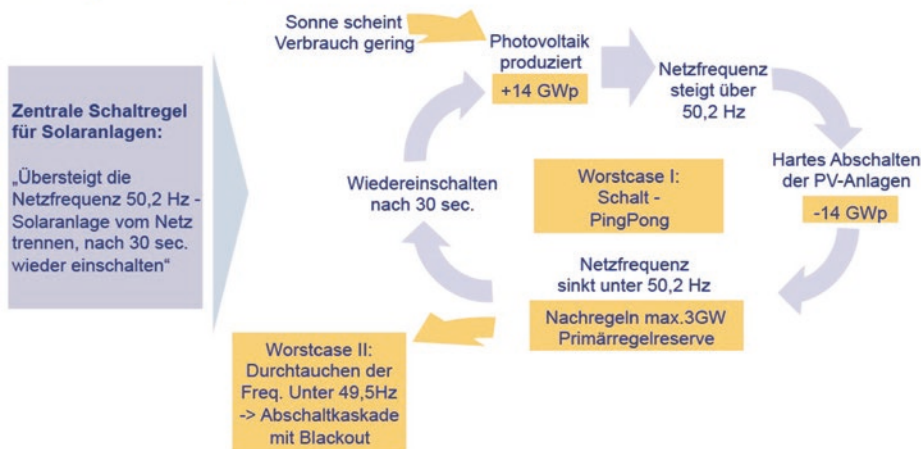 Zentrale Schaltregel
für Solaranlagen:
„Übersteigt die
Netzfrequenz 50,2 Hz -
Solaranlage vom Netz
trennen, nach 30 sec.
wieder einschalten“
Sonne scheint
Verbrauch gering
Photovoltaik
produziert
+14 GWp
Netzfrequenz
steigt über
50,2 Hz
Hartes Abschalten
der PV-Anlagen
-14 GWp
Netzfrequenz
sinkt unter 50,2 Hz
Nachregeln max.3GW
Primärregelreserve
Wiedereinschalten
nach 30 sec.
Worstcase I:
Schalt -
PingPong
Worstcase II:
Durchtauchen der
Freq. Unter 49,5Hz
-> Abschaltkaskade
mit Blackout